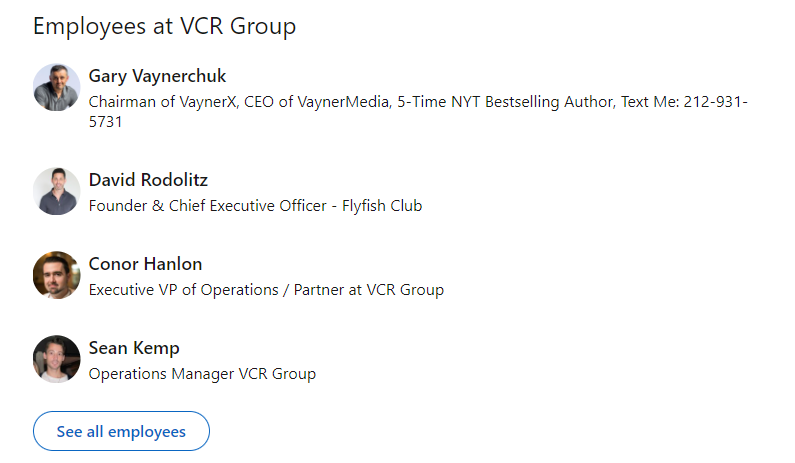 Employees at VCR Group
Gary Vaynerchuk
Chairman of VaynerX, CEO of VaynerMedia, 5-Time NYT Bestselling Author, Text Me: 212-931-
5731
David Rodolitz
Founder & Chief Executive Officer - Flyfish Club
Conor Hanlon
Executive VP of Operations / Partner at VCR Group
Sean Kemp
Operations Manager VCR Group
See all employees